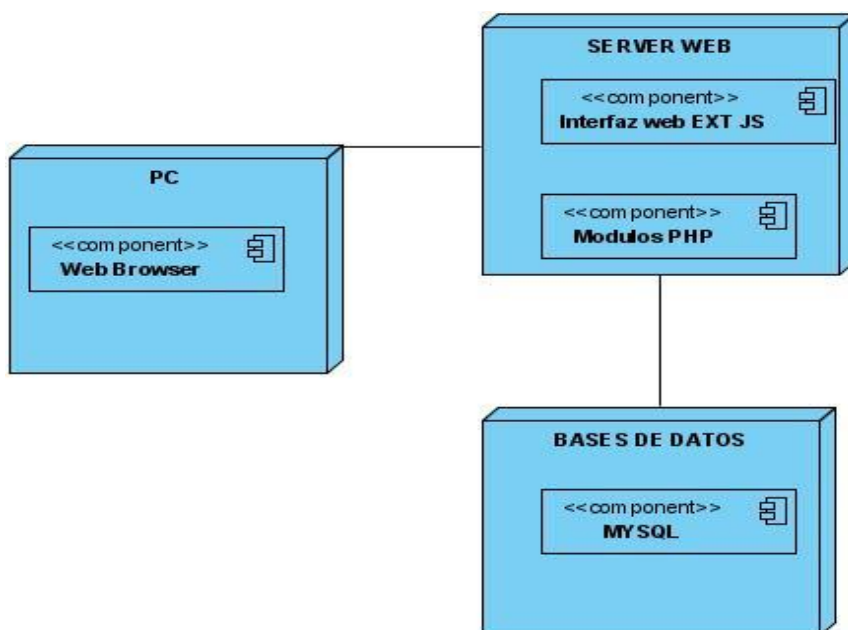 SERVER WEB
<<component>>
Interfaz web EXT JS
<<component>>
Modulos PHP
PC
<<component>>
Web Browser
BASES DE DATOS
<<component>>
MYSQL